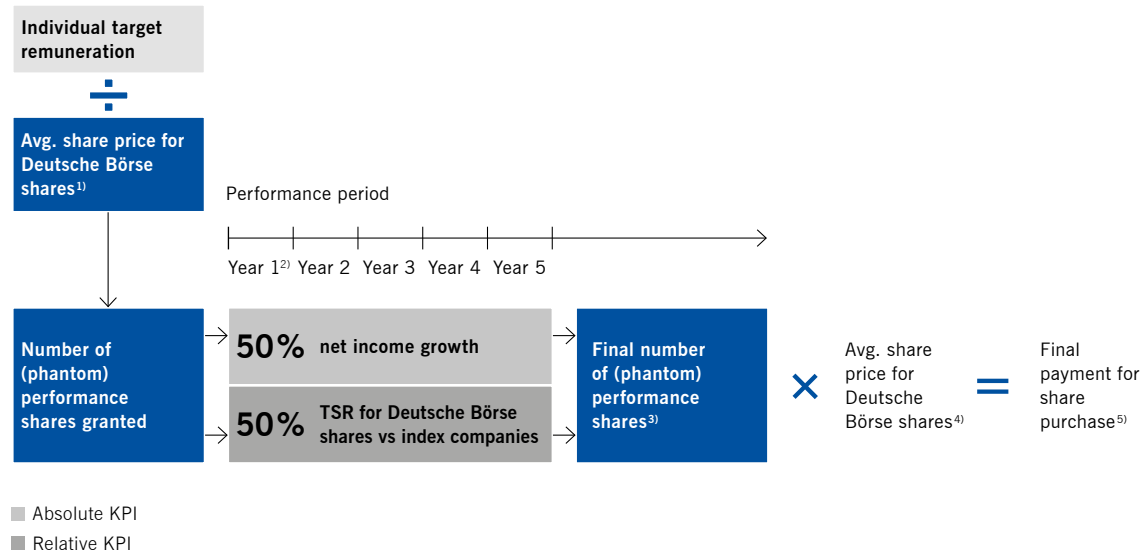 Individual target
remuneration
÷
Avg. share price for
Deutsche Börse
shares¹⁾
Performance period
Year 1²⁾ Year 2 Year 3 Year 4 Year 5
Number of
(phantom)
performance
shares granted
50% net income growth
50% TSR for Deutsche Börse
shares vs index companies
Final number
of (phantom)
performance
shares³⁾
×
Avg. share
price for
Deutsche
Börse shares⁴⁾
=
Final
payment for
share
purchase⁵⁾
Absolute KPI
Relative KPI